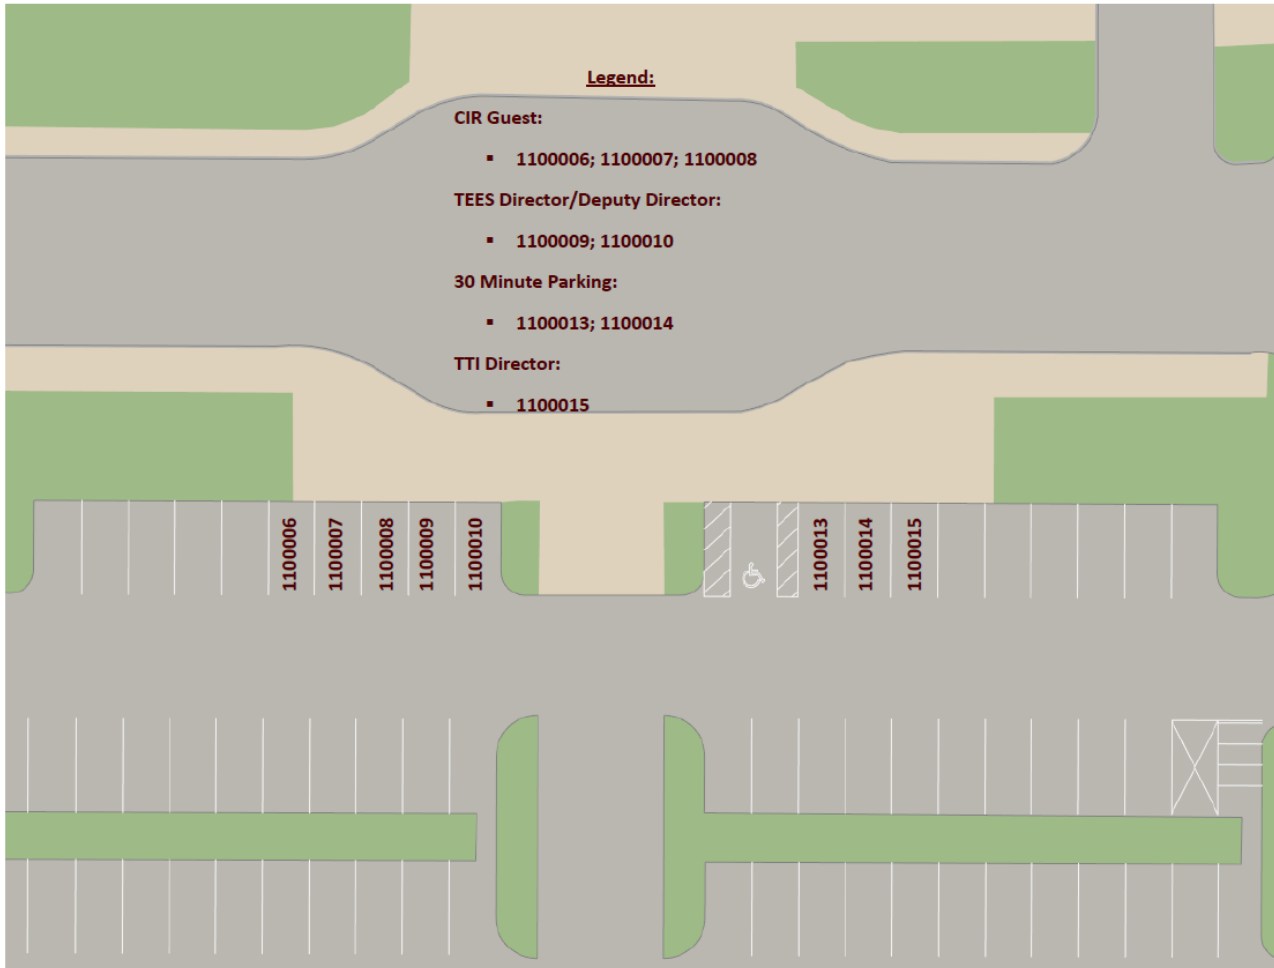 Legend:
CIR Guest:
▪ 1100006; 1100007; 1100008
TEES Director/Deputy Director:
▪ 1100009; 1100010
30 Minute Parking:
▪ 1100013; 1100014
TTI Director:
▪ 1100015
1100006
1100007
1100008
1100009
1100010
1100013
1100014
1100015